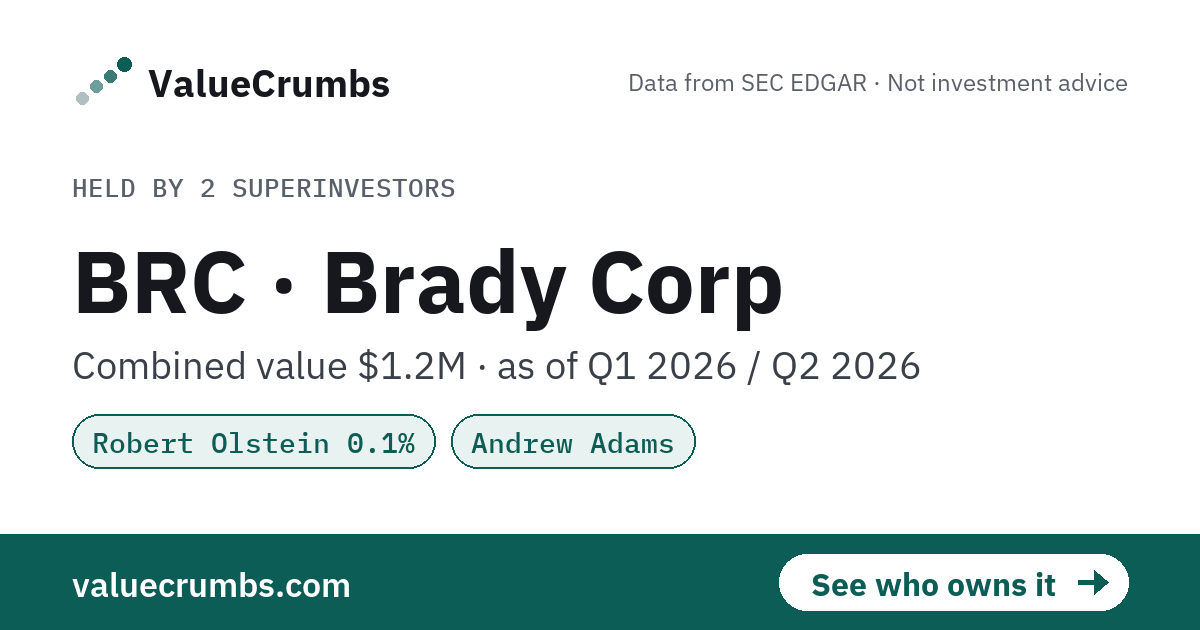 ValueCrumbs
Data from SEC EDGAR · Not investment advice
HELD BY 2 SUPERINVESTORS
BRC · Brady Corp
Combined value $1.2M · as of Q1 2026 / Q2 2026
Robert Olstein 0.1%
Andrew Adams
valuecrumbs.com
See who owns it →